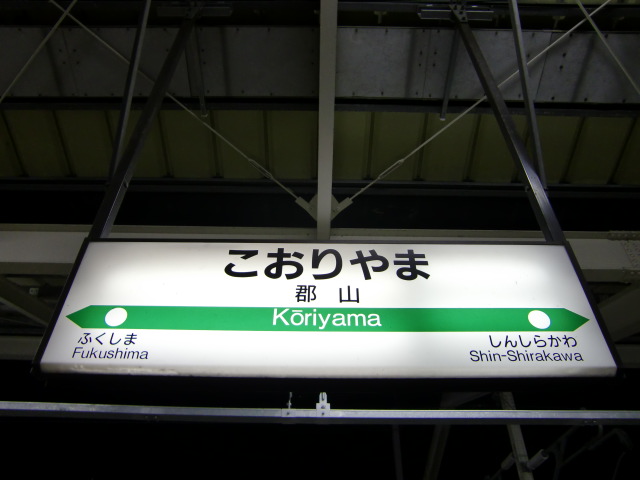 こおりやま
郡山
Kōriyama
ふくしま
Fukushima
しんしらかわ
Shin-Shirakawa